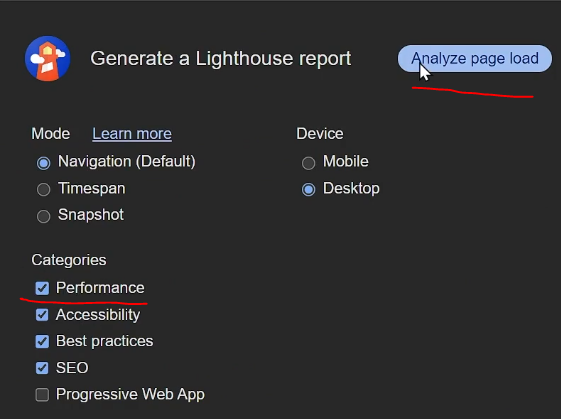 Generate a Lighthouse report
Analyze page load
Mode Learn more
Device
Navigation (Default)
Mobile
Timespan
Desktop
Snapshot
Categories
Performance
Accessibility
Best practices
SEO
Progressive Web App